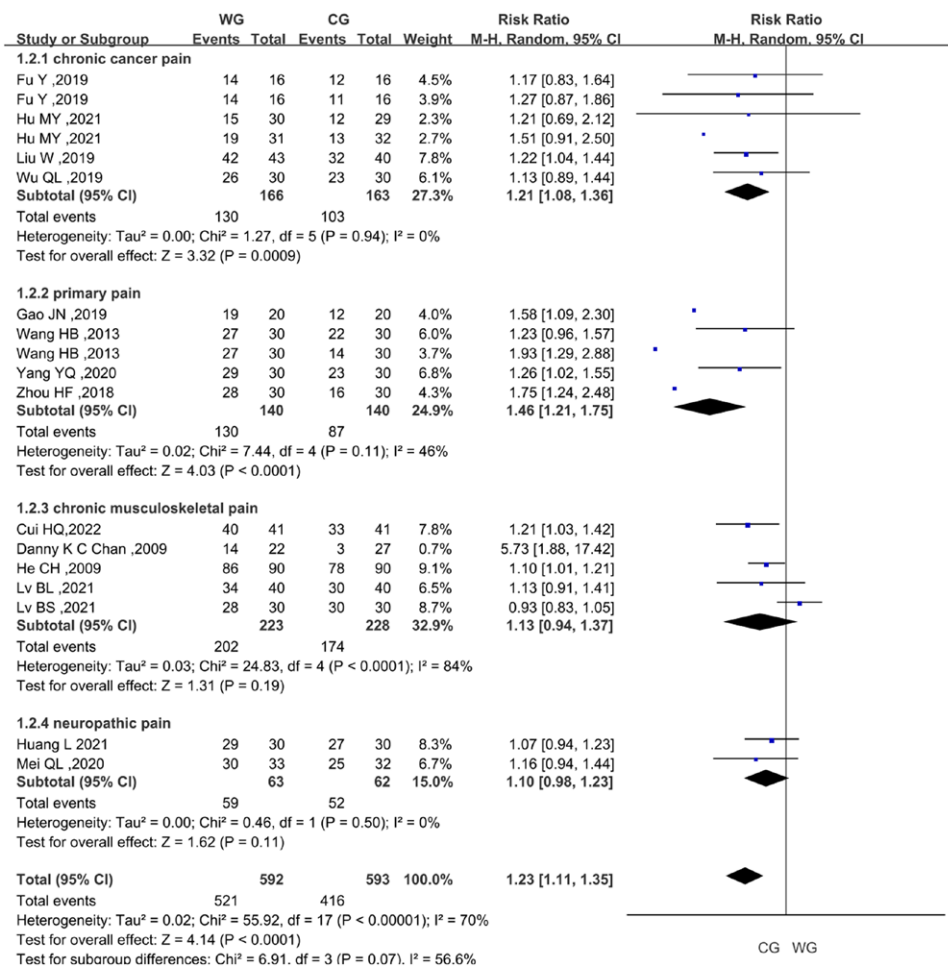 WG CG Risk Ratio Risk Ratio
Study or Subgroup Events Total Events Total Weight M-H, Random, 95% CI M-H, Random, 95% CI
1.2.1 chronic cancer pain
Fu Y ,2019 14 16 12 16 4.5% 1.17 [0.83, 1.64]
Fu Y ,2019 14 16 11 16 3.9% 1.27 [0.87, 1.86]
Hu MY ,2021 15 30 12 29 2.3% 1.21 [0.69, 2.12]
Hu MY ,2021 19 31 13 32 2.7% 1.51 [0.91, 2.50]
Liu W ,2019 42 43 32 40 7.8% 1.22 [1.04, 1.44]
Wu QL ,2019 26 30 23 30 6.1% 1.13 [0.89, 1.44]
Subtotal (95% CI) 166 163 27.3% 1.21 [1.08, 1.36]
Total events 130 103
Heterogeneity: Tau² = 0.00; Chi² = 1.27, df = 5 (P = 0.94); I² = 0%
Test for overall effect: Z = 3.32 (P = 0.0009)
1.2.2 primary pain
Gao JN ,2019 19 20 12 20 4.0% 1.58 [1.09, 2.30]
Wang HB ,2013 27 30 22 30 6.0% 1.23 [0.96, 1.57]
Wang HB ,2013 27 30 14 30 3.7% 1.93 [1.29, 2.88]
Yang YQ ,2020 29 30 23 30 6.8% 1.26 [1.02, 1.55]
Zhou HF ,2018 28 30 16 30 4.3% 1.75 [1.24, 2.48]
Subtotal (95% CI) 140 140 24.9% 1.46 [1.21, 1.75]
Total events 130 87
Heterogeneity: Tau² = 0.02; Chi² = 7.44, df = 4 (P = 0.11); I² = 46%
Test for overall effect: Z = 4.03 (P < 0.0001)
1.2.3 chronic musculoskeletal pain
Cui HQ,2022 40 41 33 41 7.8% 1.21 [1.03, 1.42]
Danny K C Chan ,2009 14 22 3 27 0.7% 5.73 [1.88, 17.42]
He CH ,2009 86 90 78 90 9.1% 1.10 [1.01, 1.21]
Lv BL ,2021 34 40 30 40 6.5% 1.13 [0.91, 1.41]
Lv BS ,2021 28 30 30 30 8.7% 0.93 [0.83, 1.05]
Subtotal (95% CI) 223 228 32.9% 1.13 [0.94, 1.37]
Total events 202 174
Heterogeneity: Tau² = 0.03; Chi² = 24.83, df = 4 (P < 0.0001); I² = 84%
Test for overall effect: Z = 1.31 (P = 0.19)
1.2.4 neuropathic pain
Huang L 2021 29 30 27 30 8.3% 1.07 [0.94, 1.23]
Mei QL ,2020 30 33 25 32 6.7% 1.16 [0.94, 1.44]
Subtotal (95% CI) 63 62 15.0% 1.10 [0.98, 1.23]
Total events 59 52
Heterogeneity: Tau² = 0.00; Chi² = 0.46, df = 1 (P = 0.50); I² = 0%
Test for overall effect: Z = 1.62 (P = 0.11)
Total (95% CI) 592 593 100.0% 1.23 [1.11, 1.35]
Total events 521 416
Heterogeneity: Tau² = 0.02; Chi² = 55.92, df = 17 (P < 0.00001); I² = 70%
Test for overall effect: Z = 4.14 (P < 0.0001)
CG WG
Test for subgroup differences: Chi² = 6.91, df = 3 (P = 0.07), I² = 56.6%